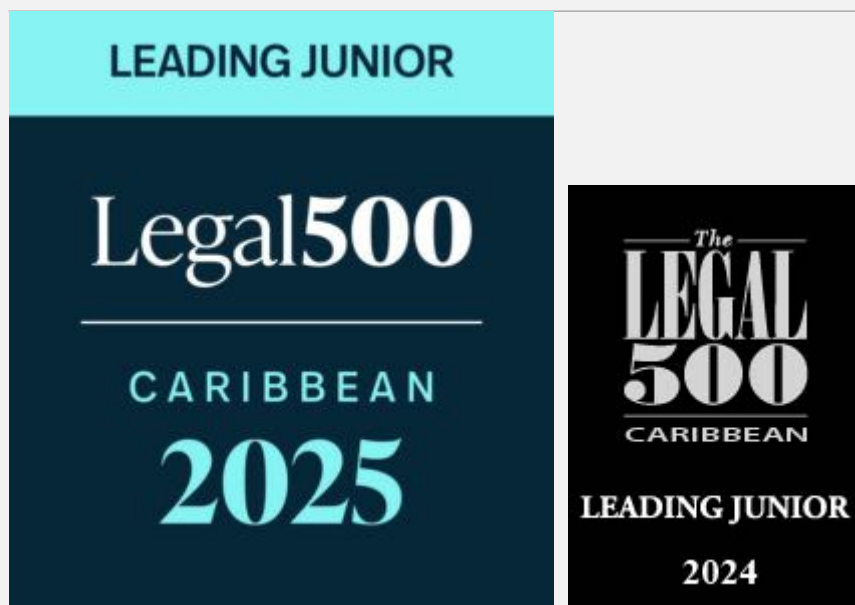 LEADING JUNIOR
Legal500
CARIBBEAN
2025
The
LEGAL
500
CARIBBEAN
LEADING JUNIOR
2024